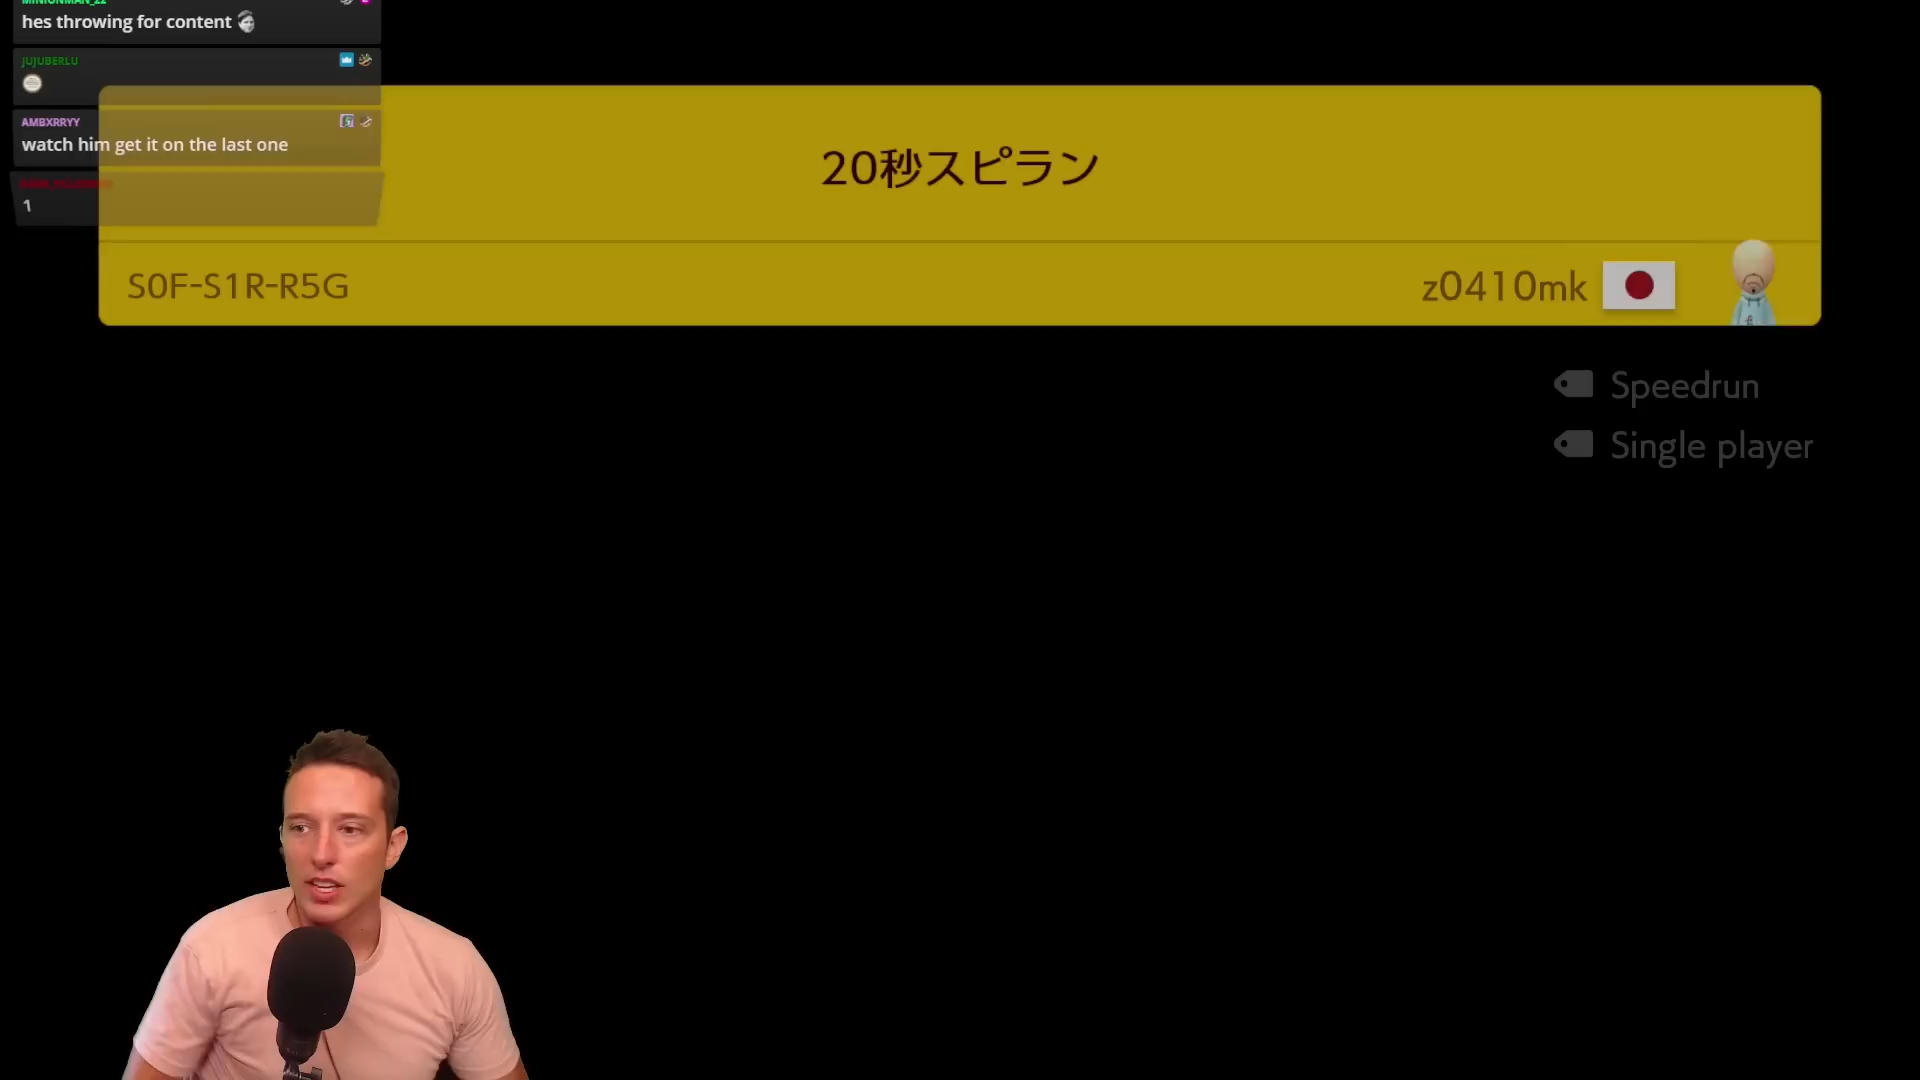 hes throwing for content
JUJUBERLU
AMBXRRYY
watch him get it on the last one
1
20秒スピラン
S0F-S1R-R5G
z0410mk
Speedrun
Single player